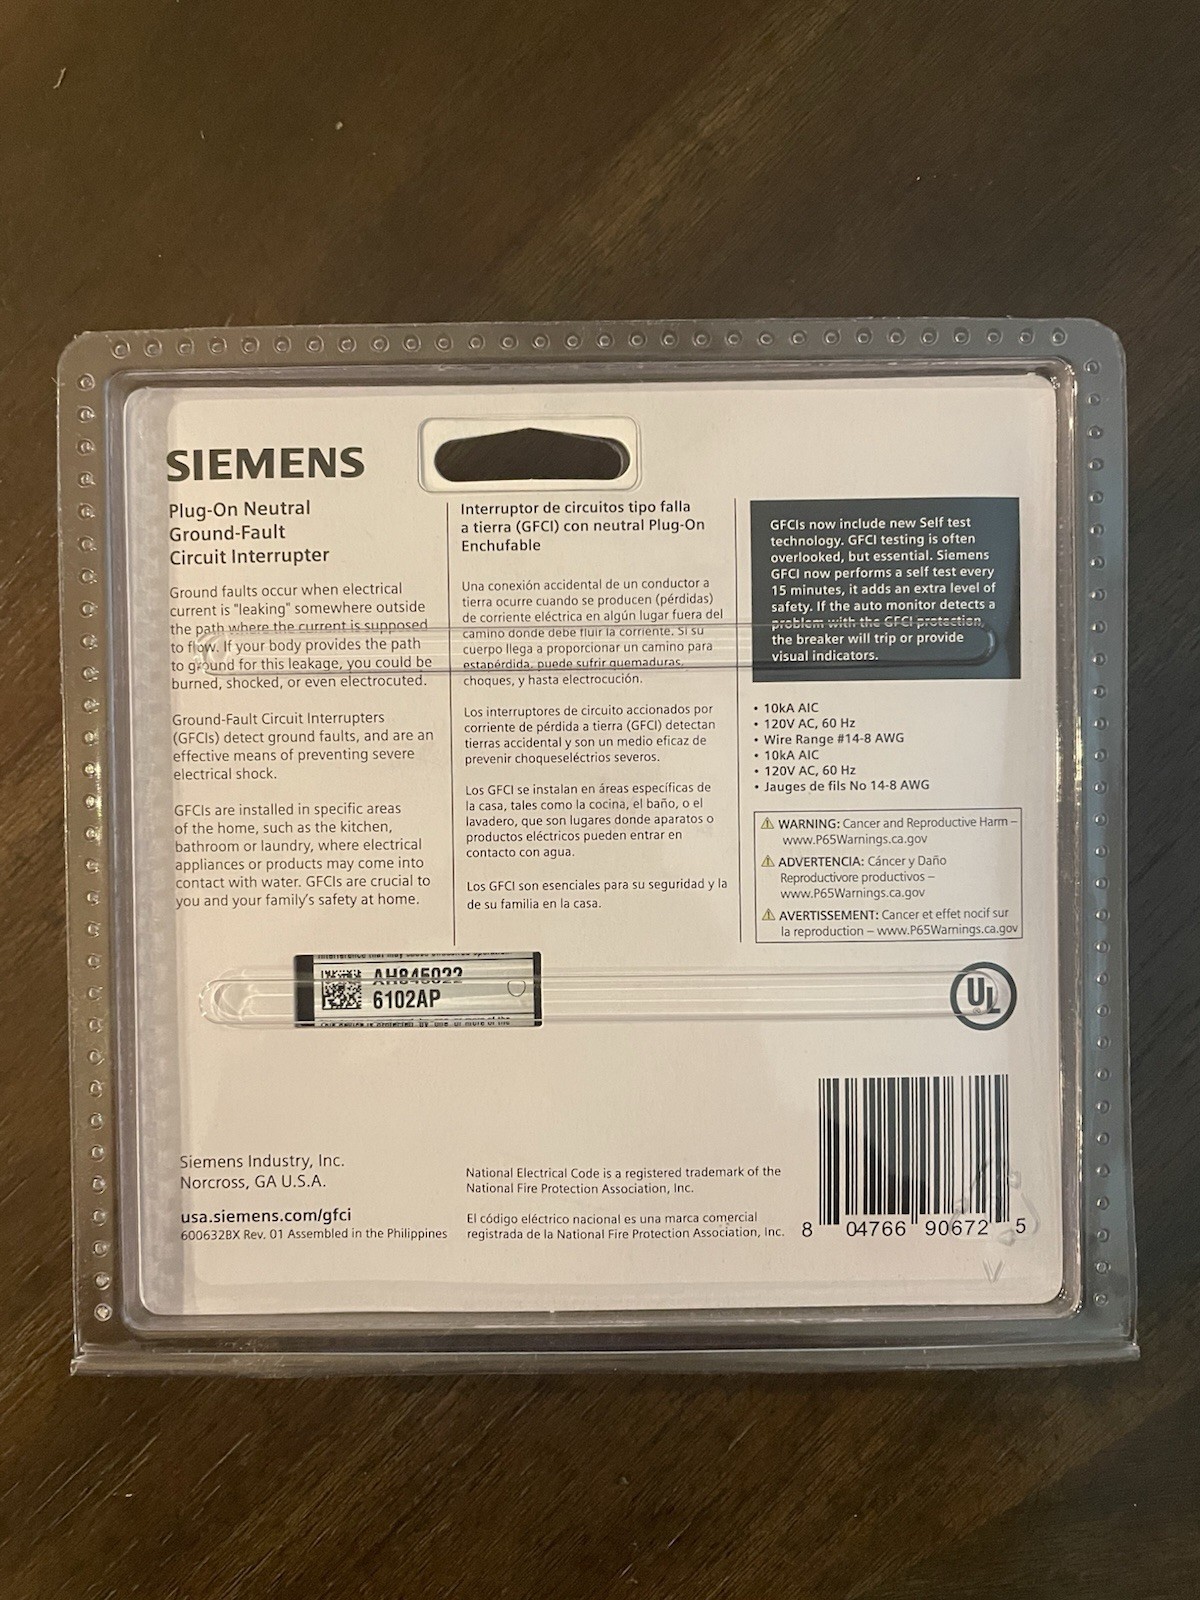 SIEMENS
Plug-On Neutral
Ground-Fault
Circuit Interrupter
Ground faults occur when electrical
current is "leaking" somewhere outside
the path where the current is supposed
to flow. If your body provides the path
to ground for this leakage, you could be
burned, shocked, or even electrocuted.
Ground-Fault Circuit Interrupters
(GFCIs) detect ground faults, and are an
effective means of preventing severe
electrical shock.
GFCIs are installed in specific areas
of the home, such as the kitchen,
bathroom or laundry, where electrical
appliances or products may come into
contact with water. GFCIs are crucial to
you and your family's safety at home.
Interruptor de circuitos tipo falla
a tierra (GFCI) con neutral Plug-On
Enchufable
Una conexión accidental de un conductor a
tierra ocurre cuando se producen (pérdidas)
de corriente eléctrica en algún lugar fuera del
camino donde debe fluir la corriente. Si su
cuerpo llega a proporcionar un camino para
estapérdida, puede sufrir quemaduras,
choques, y hasta electrocución.
Los interruptores de circuito accionados por
corriente de pérdida a tierra (GFCI) detectan
tierras accidental y son un medio eficaz de
prevenir choqueseléctrios severos.
Los GFCI se instalan en áreas específicas de
la casa, tales como la cocina, el baño, o el
lavadero, que son lugares donde aparatos o
productos eléctricos pueden entrar en
contacto con agua.
Los GFCI son esenciales para su seguridad y la
de su familia en la casa.
GFCIs now include new Self test
technology. GFCI testing is often
overlooked, but essential. Siemens
GFCI now performs a self test every
15 minutes, it adds an extra level of
safety. If the auto monitor detects a
problem with the GFCI protection,
the breaker will trip or provide
visual indicators.
• 10kA AIC
• 120V AC, 60 Hz
• Wire Range #14-8 AWG
• 10kA AIC
• 120V AC, 60 Hz
• Jauges de fils No 14-8 AWG
⚠ WARNING: Cancer and Reproductive Harm –
www.P65Warnings.ca.gov
⚠ ADVERTENCIA: Cáncer y Daño
Reproductivore productivos –
www.P65Warnings.ca.gov
⚠ AVERTISSEMENT: Cancer et effet nocif sur
la reproduction – www.P65Warnings.ca.gov
AH845022
6102AP
UL
Siemens Industry, Inc.
Norcross, GA U.S.A.
usa.siemens.com/gfci
600632BX Rev. 01 Assembled in the Philippines
National Electrical Code is a registered trademark of the
National Fire Protection Association, Inc.
El código eléctrico nacional es una marca comercial
registrada de la National Fire Protection Association, Inc.
8 04766 90672 5